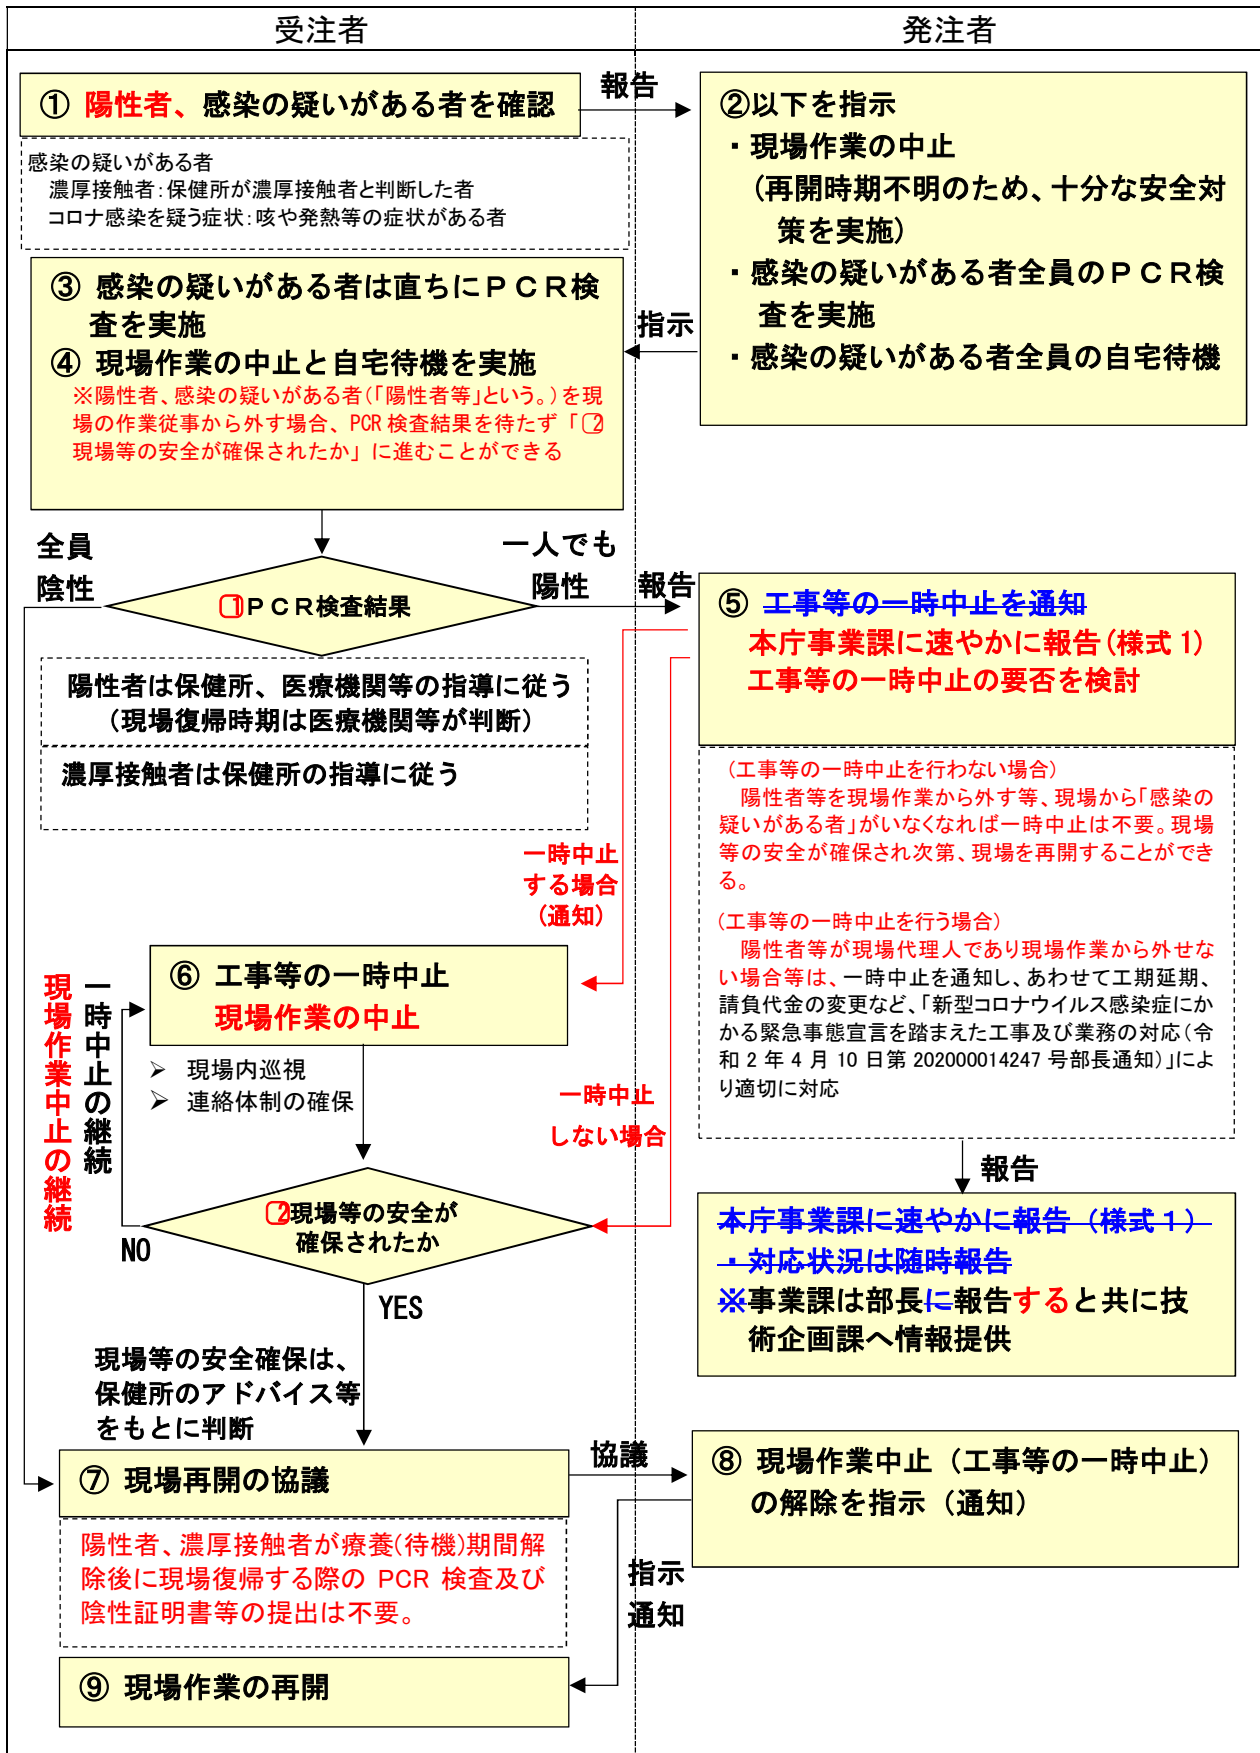 受注者
発注者
① 陽性者、感染の疑いがある者を確認
報告
感染の疑いがある者
濃厚接触者：保健所が濃厚接触者と判断した者
コロナ感染を疑う症状：咳や発熱等の症状がある者
②以下を指示
・現場作業の中止
（再開時期不明のため、十分な安全対
策を実施）
・感染の疑いがある者全員のＰＣＲ検
査を実施
・感染の疑いがある者全員の自宅待機
指示
③ 感染の疑いがある者は直ちにＰＣＲ検
査を実施
④ 現場作業の中止と自宅待機を実施
※陽性者、感染の疑いがある者（「陽性者等」という。）を現
場の作業従事から外す場合、PCR 検査結果を待たず「2
現場等の安全が確保されたか」に進むことができる
全員
陰性
一人でも
陽性
1ＰＣＲ検査結果
報告
⑤ 工事等の一時中止を通知
本庁事業課に速やかに報告（様式 1）
工事等の一時中止の要否を検討
陽性者は保健所、医療機関等の指導に従う
（現場復帰時期は医療機関等が判断）
濃厚接触者は保健所の指導に従う
（工事等の一時中止を行わない場合）
陽性者等を現場作業から外す等、現場から「感染の
疑いがある者」がいなくなれば一時中止は不要。現場
等の安全が確保され次第、現場を再開することができ
る。
（工事等の一時中止を行う場合）
陽性者等が現場代理人であり現場作業から外せな
い場合等は、一時中止を通知し、あわせて工期延期、
請負代金の変更など、「新型コロナウイルス感染症にか
かる緊急事態宣言を踏まえた工事及び業務の対応（令
和 2 年 4 月 10 日第 202000014247 号部長通知）」によ
り適切に対応
一時中止
する場合
（通知）
⑥ 工事等の一時中止
現場作業の中止
➢ 現場内巡視
➢ 連絡体制の確保
一時中止の継続
現場作業中止の継続
一時中止
しない場合
2現場等の安全が
確保されたか
NO
YES
報告
本庁事業課に速やかに報告（様式１）
・対応状況は随時報告
※事業課は部長に報告すると共に技
術企画課へ情報提供
現場等の安全確保は、
保健所のアドバイス等
をもとに判断
⑦ 現場再開の協議
協議
⑧ 現場作業中止（工事等の一時中止）
の解除を指示（通知）
陽性者、濃厚接触者が療養(待機)期間解
除後に現場復帰する際の PCR 検査及び
陰性証明書等の提出は不要。
指示
通知
⑨ 現場作業の再開